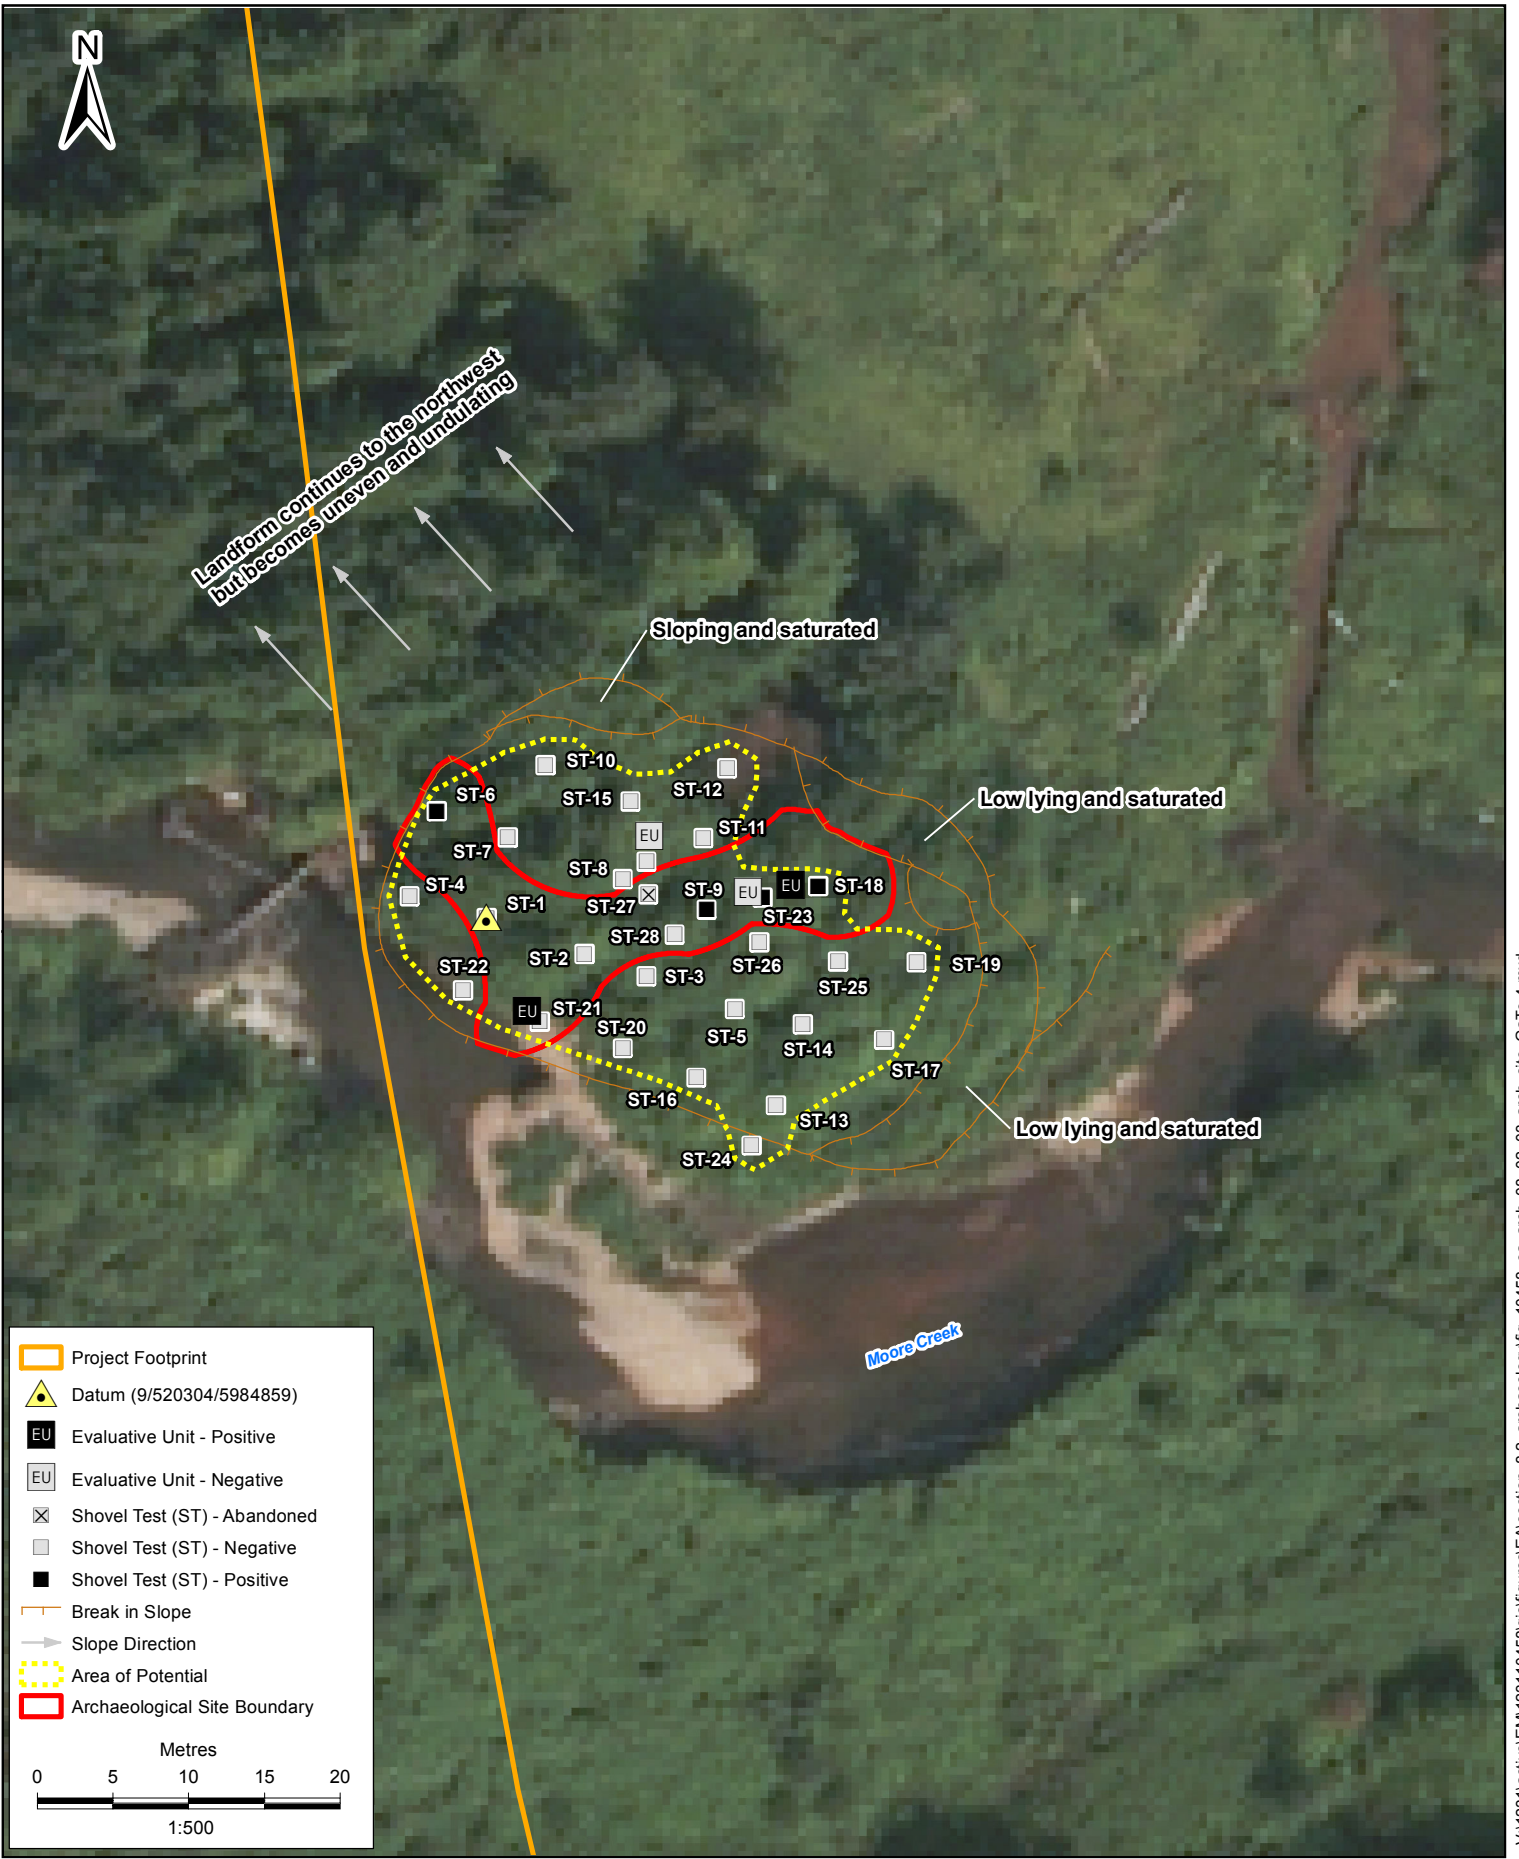 N
Landform continues to the northwest
but becomes uneven and undulating
Sloping and saturated
Low lying and saturated
ST-10
ST-12
ST-6
ST-15
EU
ST-11
ST-7
ST-8
ST-4
ST-1
ST-27
ST-9
EU
EU
ST-18
ST-23
ST-28
ST-2
ST-26
ST-19
ST-22
ST-3
ST-25
EU
ST-21
ST-20
ST-5
ST-14
ST-17
ST-16
ST-13
ST-24
Low lying and saturated
Moore Creek
Project Footprint
Datum (9/520304/5984859)
EU Evaluative Unit - Positive
EU Evaluative Unit - Negative
Shovel Test (ST) - Abandoned
Shovel Test (ST) - Negative
Shovel Test (ST) - Positive
Break in Slope
Slope Direction
Area of Potential
Archaeological Site Boundary
Metres
0 5 10 15 20
1:500